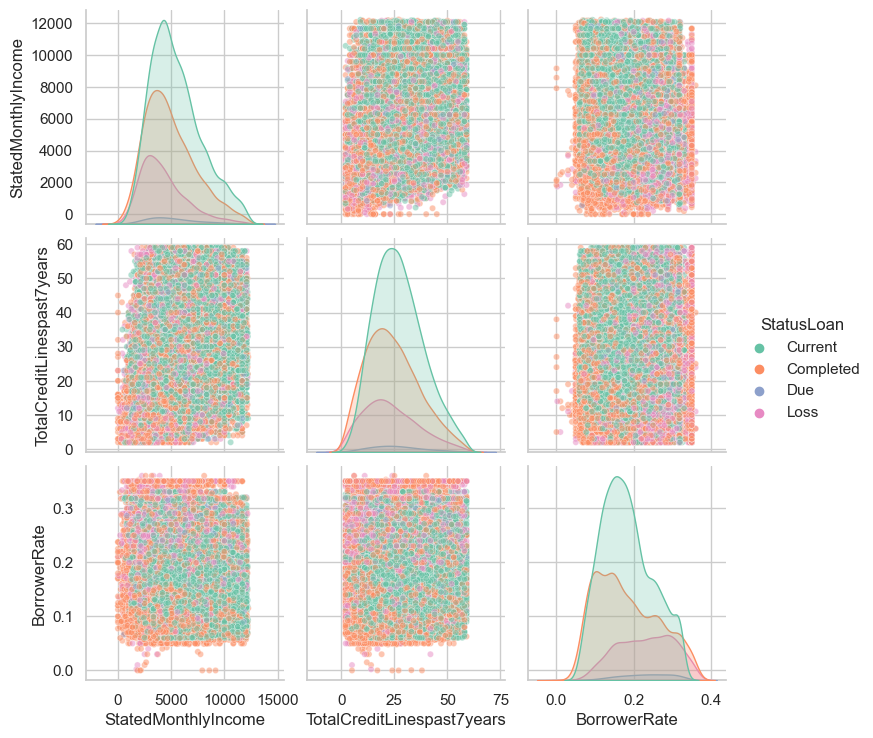 12000
10000
8000
6000
4000
2000
0
StatedMonthlyIncome
60
50
40
30
20
10
0
TotalCreditLinespast7years
StatusLoan
Current
Completed
Due
Loss
0.3
0.2
0.1
0.0
BorrowerRate
0 5000 10000 15000
StatedMonthlyIncome
0 25 50 75
TotalCreditLinespast7years
0.0 0.2 0.4
BorrowerRate